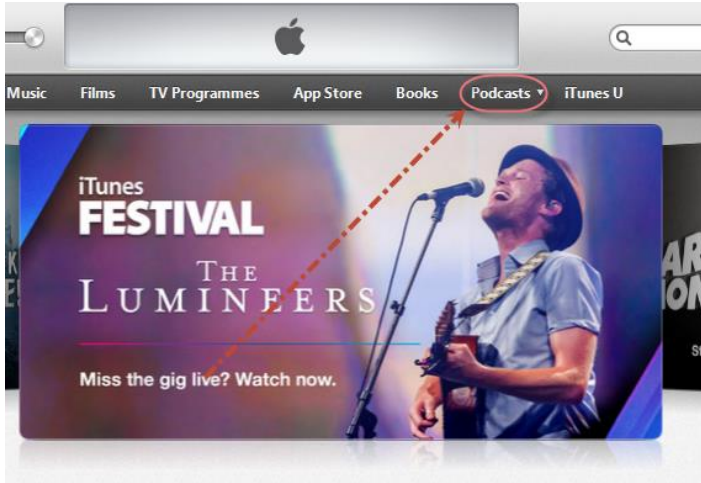 Music Films TV Programmes App Store Books Podcasts iTunes U
iTunes
FESTIVAL
THE
LUMINEERS
Miss the gig live? Watch now.